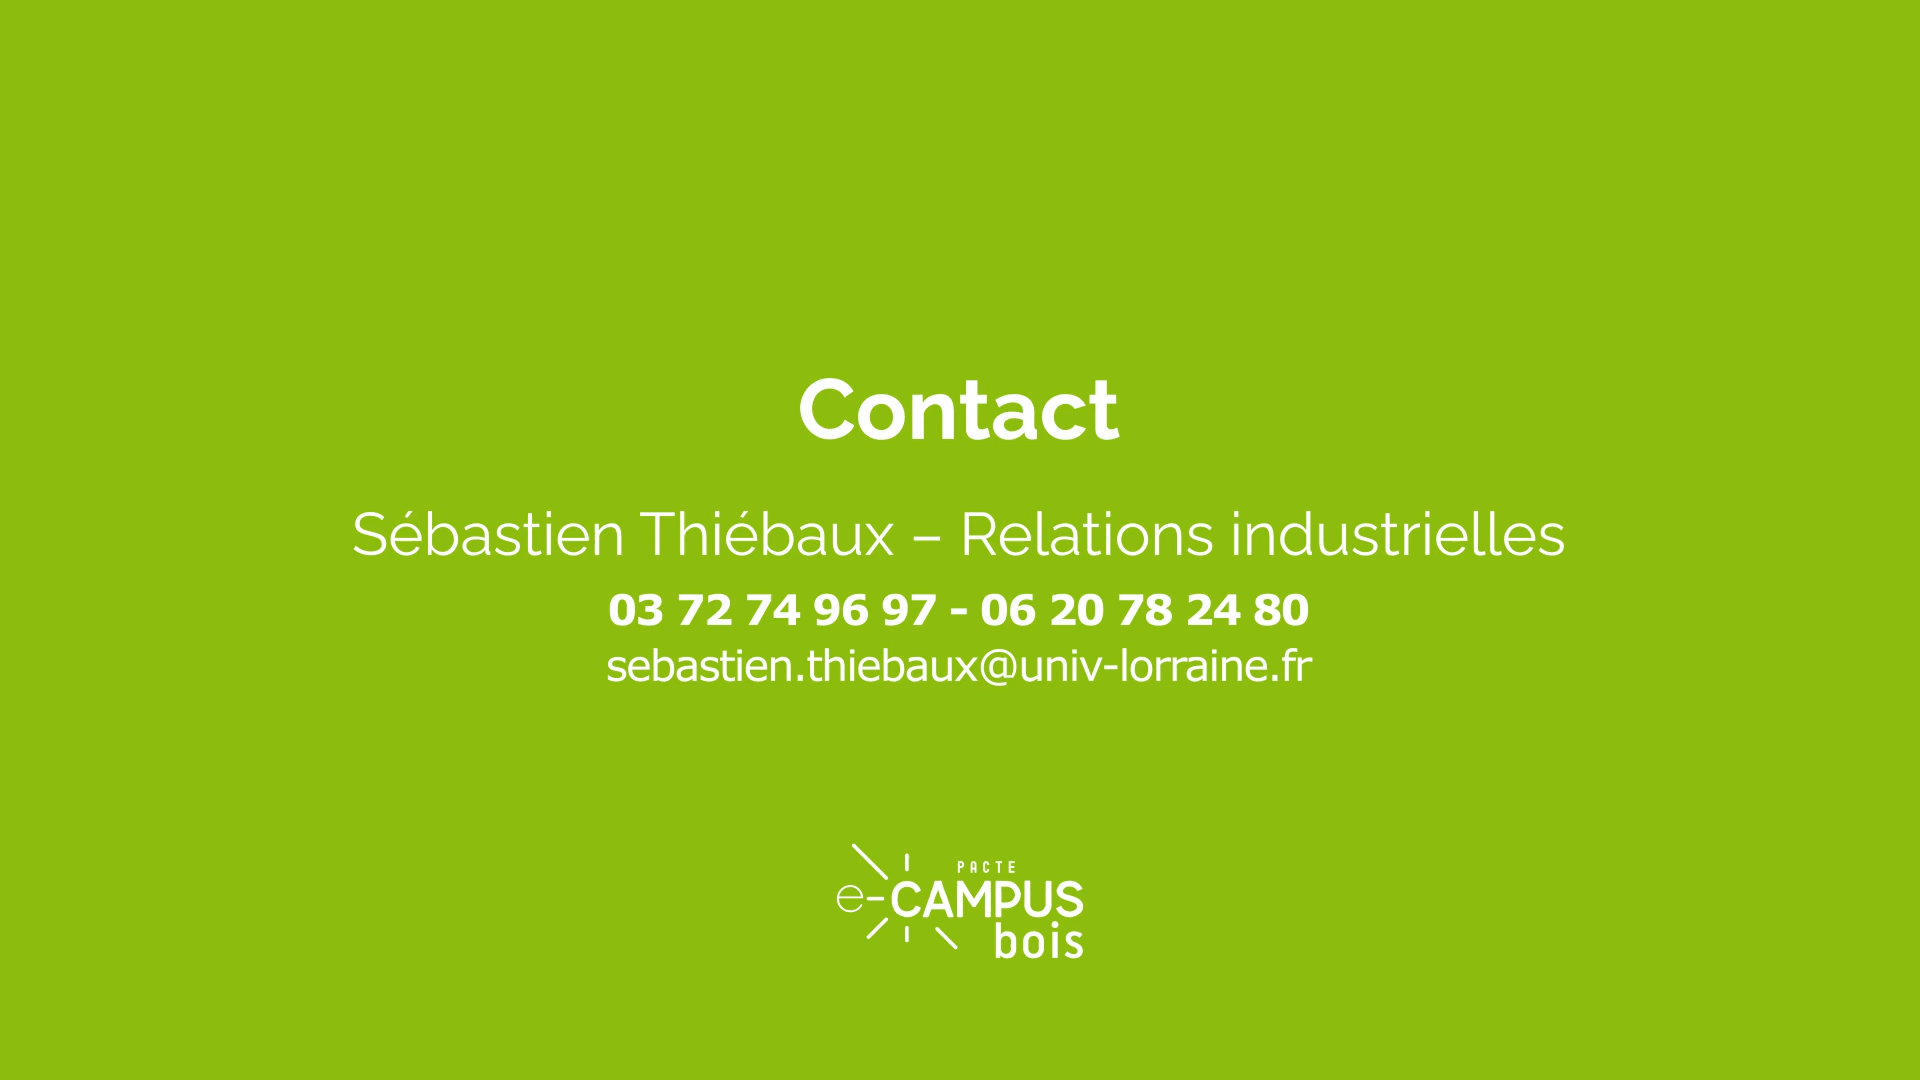 Contact
Sébastien Thiébaux – Relations industrielles
03 72 74 96 97 - 06 20 78 24 80
sebastien.thiebaux@univ-lorraine.fr
PACTE
e-CAMPUS
bois